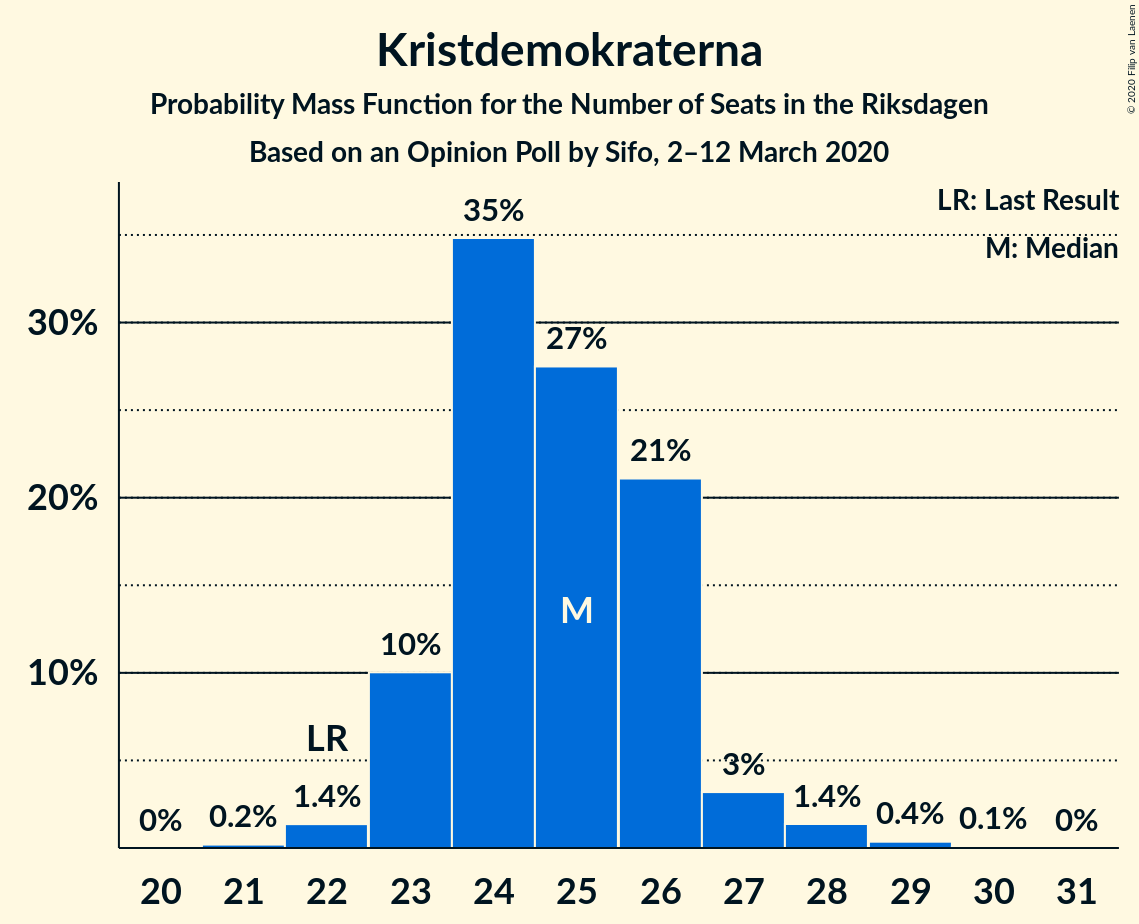 Kristdemokraterna
Probability Mass Function for the Number of Seats in the Riksdagen
Based on an Opinion Poll by Sifo, 2–12 March 2020
© 2020 Filip van Laenen
LR: Last Result
M: Median
35%
30%
27%
21%
20%
M
10%
10%
LR
3%
0%
0.2%
1.4%
1.4%
0.4%
0.1%
0%
20 21 22 23 24 25 26 27 28 29 30 31